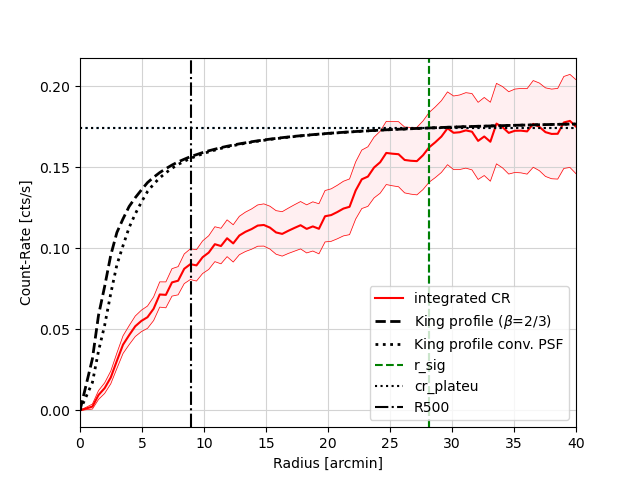 0.20
0.15
0.10
0.05
0.00
Count-Rate [cts/s]
integrated CR
King profile (β=2/3)
King profile conv. PSF
r_sig
cr_plateu
R500
0 5 10 15 20 25 30 35 40
Radius [arcmin]